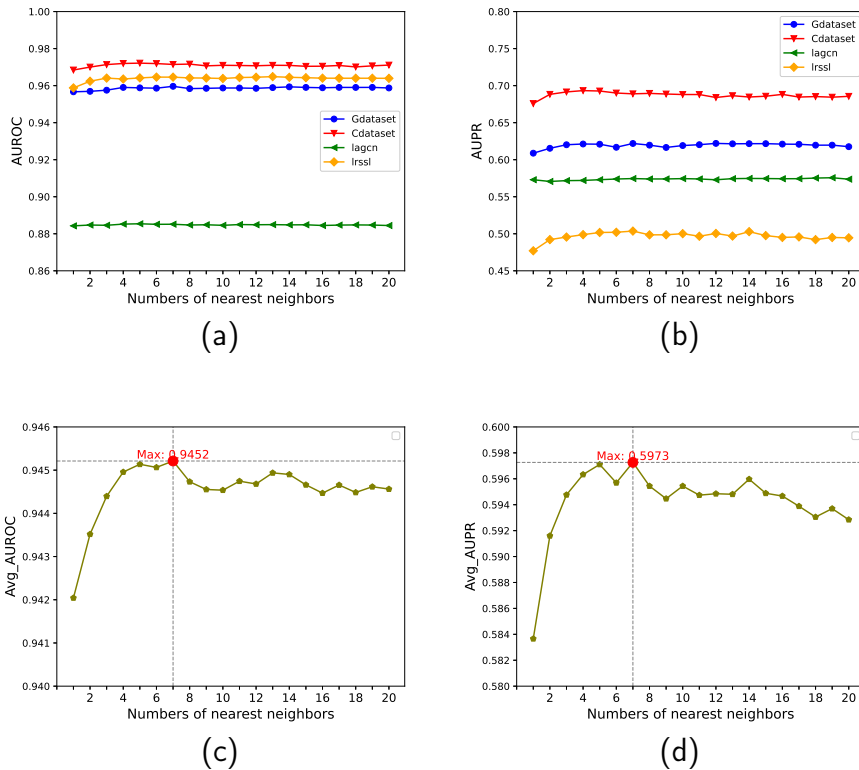 1.00
0.98
0.96
0.94
0.92
0.90
0.88
0.86
AUROC
Gdataset
Cdataset
lagcn
lrssl
2 4 6 8 10 12 14 16 18 20
Numbers of nearest neighbors
(a)
0.80
0.75
0.70
0.65
0.60
0.55
0.50
0.45
AUPR
Gdataset
Cdataset
lagcn
lrssl
2 4 6 8 10 12 14 16 18 20
Numbers of nearest neighbors
(b)
0.946
0.945
0.944
0.943
0.942
0.941
0.940
Avg_AUROC
Max: 0.9452
2 4 6 8 10 12 14 16 18 20
Numbers of nearest neighbors
(c)
0.600
0.598
0.596
0.594
0.592
0.590
0.588
0.586
0.584
0.582
0.580
Avg_AUPR
Max: 0.5973
2 4 6 8 10 12 14 16 18 20
Numbers of nearest neighbors
(d)